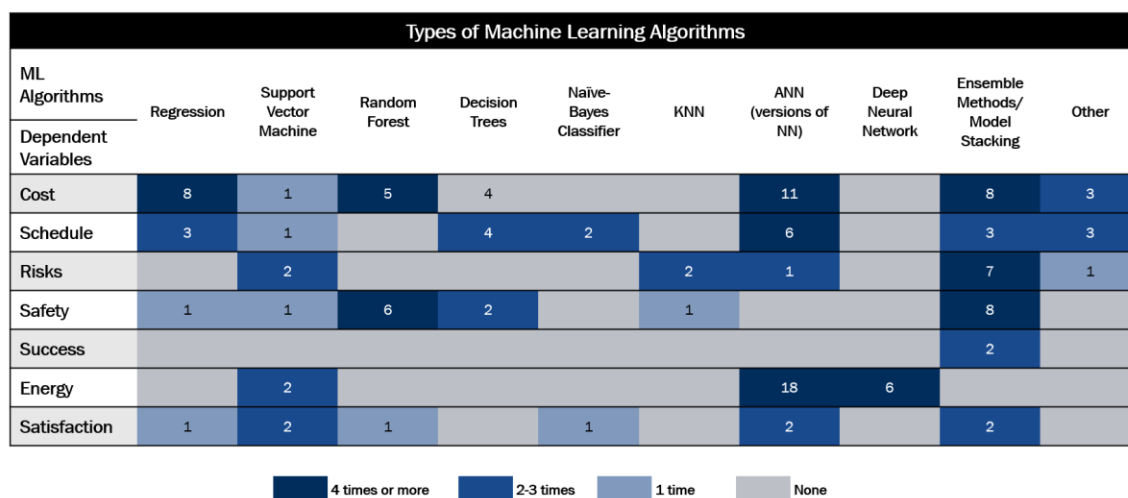 Types of Machine Learning Algorithms
ML
Algorithms
Dependent
Variables
Regression
Support
Vector
Machine
Random
Forest
Decision
Trees
Naïve-
Bayes
Classifier
KNN
ANN
(versions of
NN)
Deep
Neural
Network
Ensemble
Methods/
Model
Stacking
Other
Cost 8 1 5 4 11 8 3
Schedule 3 1 4 2 6 3 3
Risks 2 2 1 7 1
Safety 1 1 6 2 1 8
Success 2
Energy 2 18 6
Satisfaction 1 2 1 1 2 2
4 times or more 2-3 times 1 time None